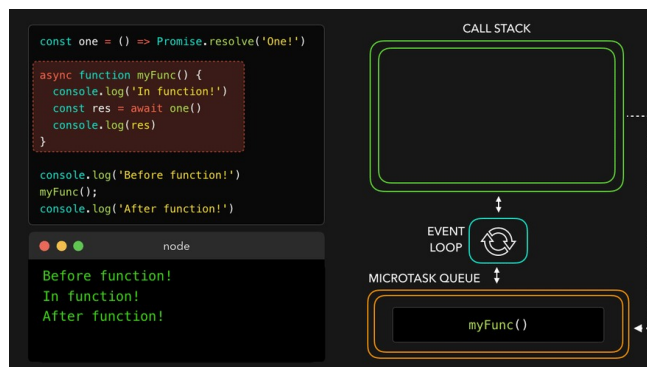 const one = () => Promise.resolve('One!')
async function myFunc() {
  console.log('In function!')
  const res = await one()
  console.log(res)
}
console.log('Before function!')
myFunc();
console.log('After function!')
node
Before function!
In function!
After function!
CALL STACK
EVENT
LOOP
MICROTASK QUEUE
myFunc()